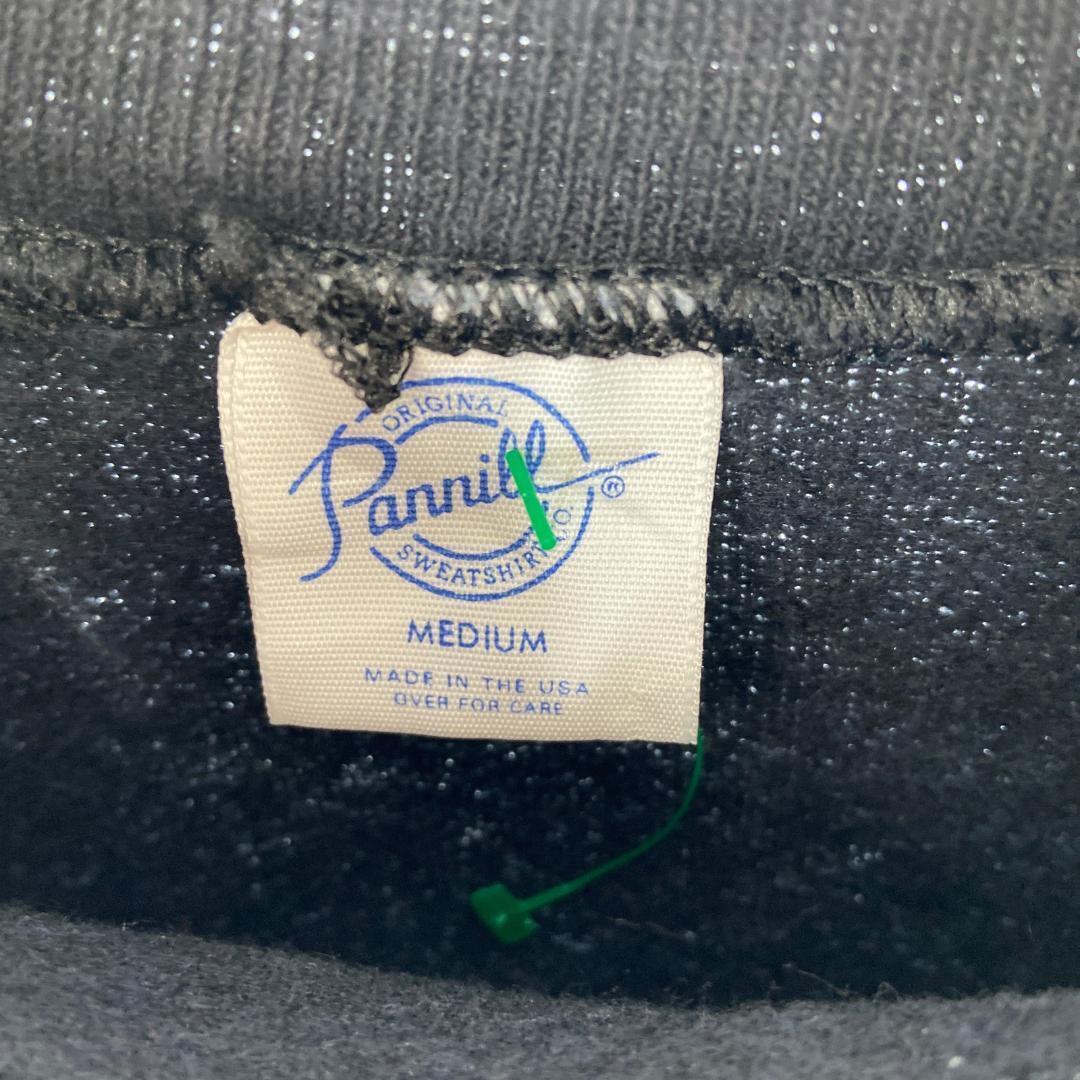 ORIGINAL
Pannill
®
SWEATSHIRT CO.
MEDIUM
MADE IN THE USA
OVER FOR CARE